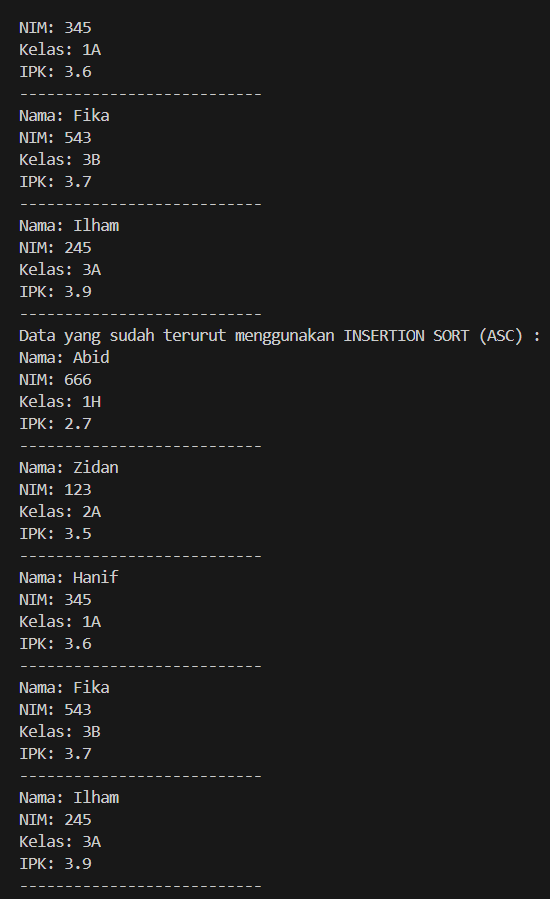 NIM: 345
Kelas: 1A
IPK: 3.6
---------------------------
Nama: Fika
NIM: 543
Kelas: 3B
IPK: 3.7
---------------------------
Nama: Ilham
NIM: 245
Kelas: 3A
IPK: 3.9
---------------------------
Data yang sudah terurut menggunakan INSERTION SORT (ASC) :
Nama: Abid
NIM: 666
Kelas: 1H
IPK: 2.7
---------------------------
Nama: Zidan
NIM: 123
Kelas: 2A
IPK: 3.5
---------------------------
Nama: Hanif
NIM: 345
Kelas: 1A
IPK: 3.6
---------------------------
Nama: Fika
NIM: 543
Kelas: 3B
IPK: 3.7
---------------------------
Nama: Ilham
NIM: 245
Kelas: 3A
IPK: 3.9
---------------------------